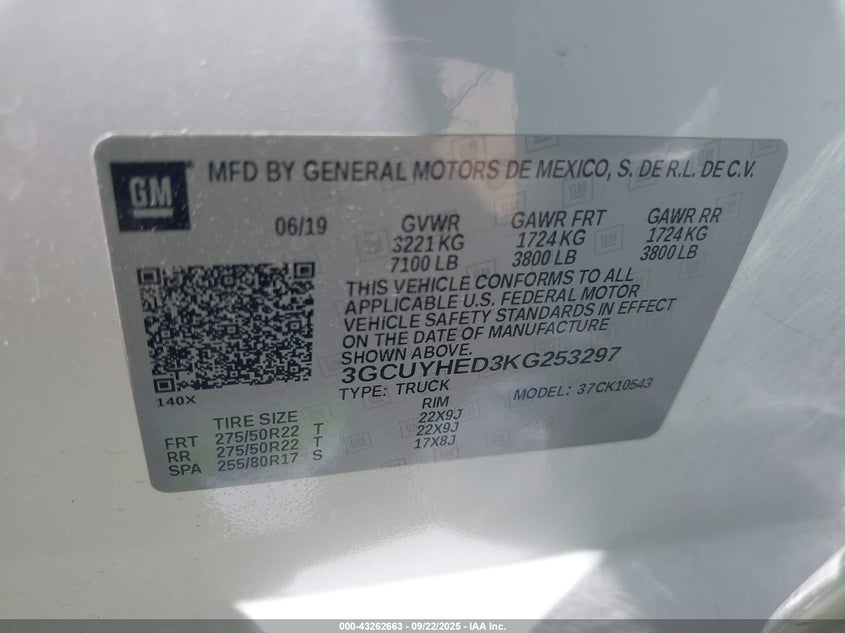 GM
MFD BY GENERAL MOTORS DE MEXICO, S. DE R.L. DE C.V.
06/19 GVWR GAWR FRT GAWR RR
3221 KG 1724 KG 1724 KG
7100 LB 3800 LB 3800 LB
THIS VEHICLE CONFORMS TO ALL
APPLICABLE U.S. FEDERAL MOTOR
VEHICLE SAFETY STANDARDS IN EFFECT
ON THE DATE OF MANUFACTURE
SHOWN ABOVE.
3GCUYHED3KG253297
140X
TYPE: TRUCK MODEL: 37CK10543
TIRE SIZE RIM
FRT 275/50R22 T 22X9J
RR 275/50R22 T 22X9J
SPA 255/80R17 S 17X8J
000-43262663 - 09/22/2025 - IAA Inc.